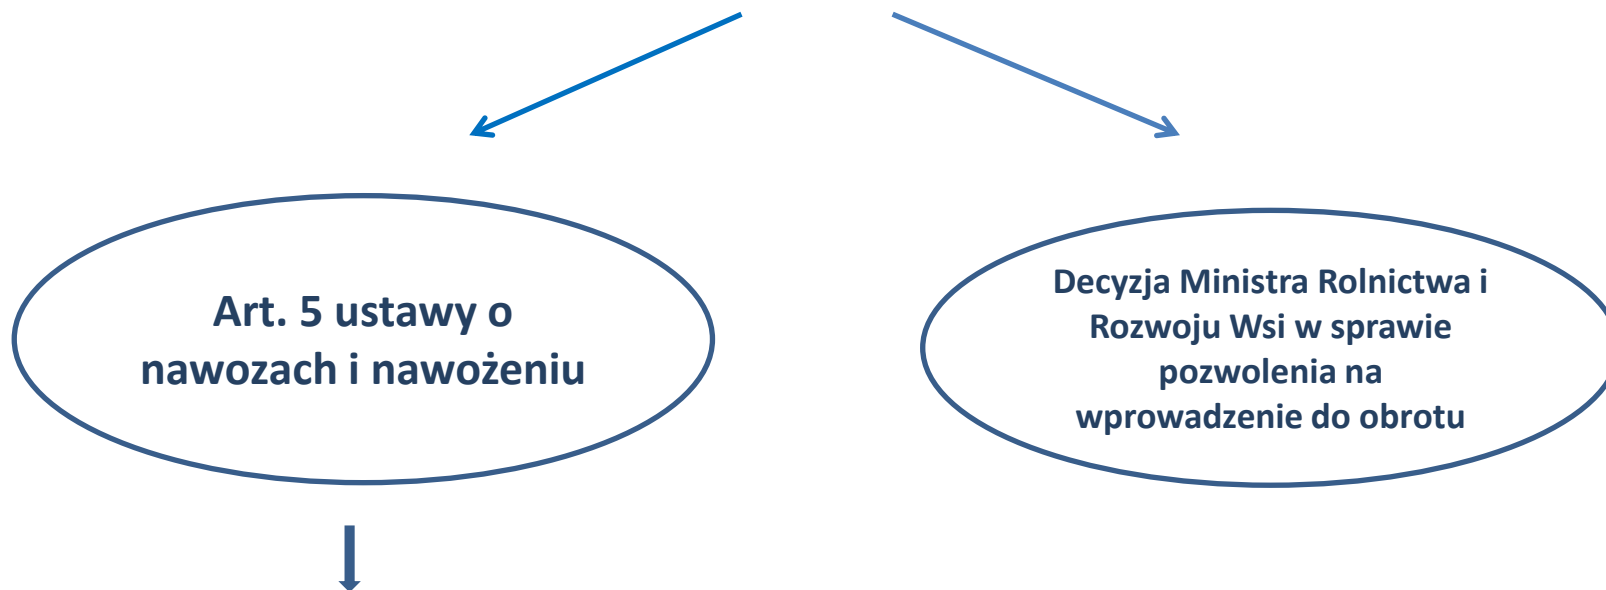 Art. 5 ustawy o
nawozach i nawożeniu
Decyzja Ministra Rolnictwa i
Rozwoju Wsi w sprawie
pozwolenia na
wprowadzenie do obrotu